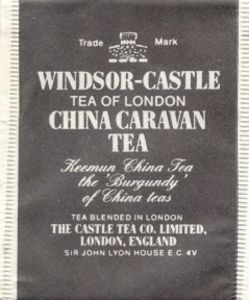 Trade Mark
WINDSOR-CASTLE
TEA OF LONDON
CHINA CARAVAN
TEA
Keemun China Tea
the 'Burgundy'
of China teas
TEA BLENDED IN LONDON
THE CASTLE TEA CO. LIMITED,
LONDON, ENGLAND
SIR JOHN LYON HOUSE E.C. 4V